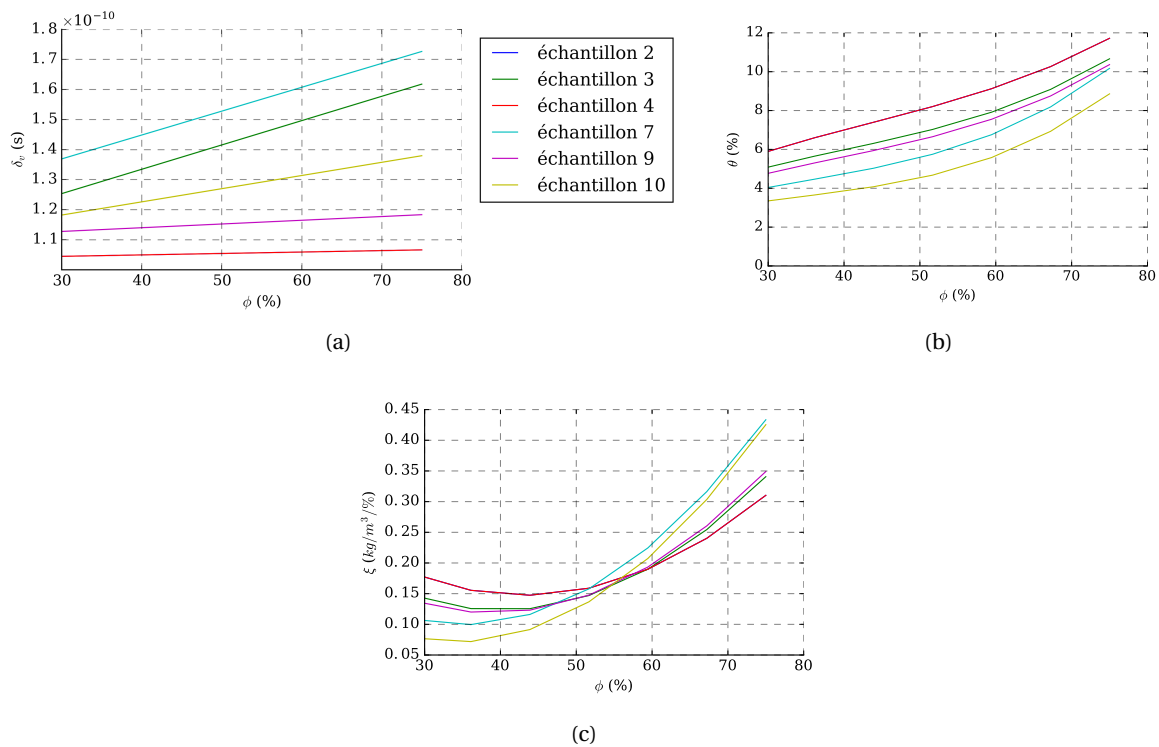 ×10⁻¹⁰
1.8
1.7
1.6
1.5
1.4
1.3
1.2
1.1
δᵥ (s)
30 40 50 60 70 80
ϕ (%)
(a)
échantillon 2
échantillon 3
échantillon 4
échantillon 7
échantillon 9
échantillon 10
12
10
8
6
4
2
0
θ (%)
30 40 50 60 70 80
ϕ (%)
(b)
0.45
0.40
0.35
0.30
0.25
0.20
0.15
0.10
0.05
ξ (kg/m³/%)
30 40 50 60 70 80
ϕ (%)
(c)